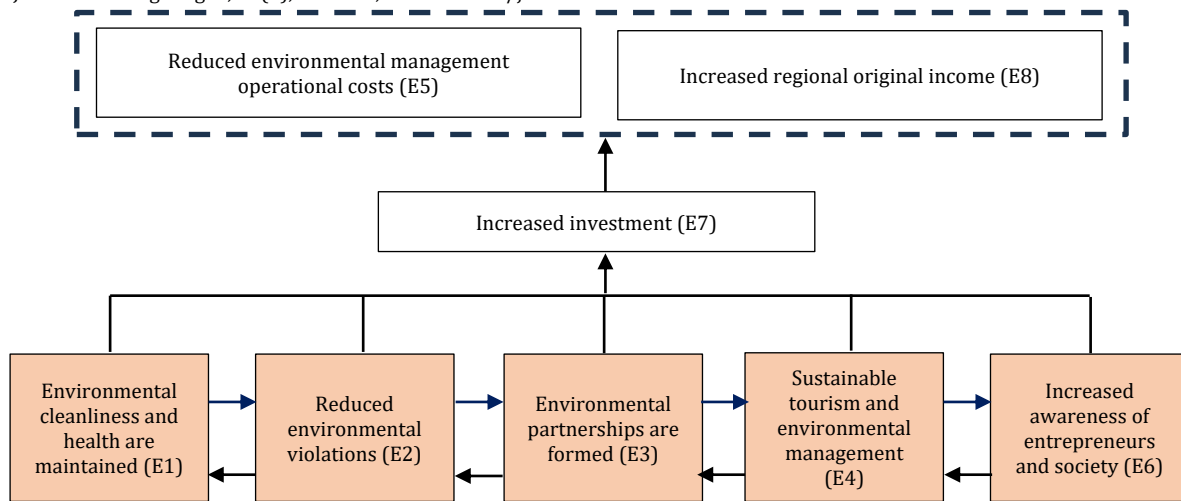 Reduced environmental management
operational costs (E5)
Increased regional original income (E8)
Increased investment (E7)
Environmental
cleanliness and
health are
maintained (E1)
Reduced
environmental
violations (E2)
Environmental
partnerships are
formed (E3)
Sustainable
tourism and
environmental
management
(E4)
Increased
awareness of
entrepreneurs
and society (E6)